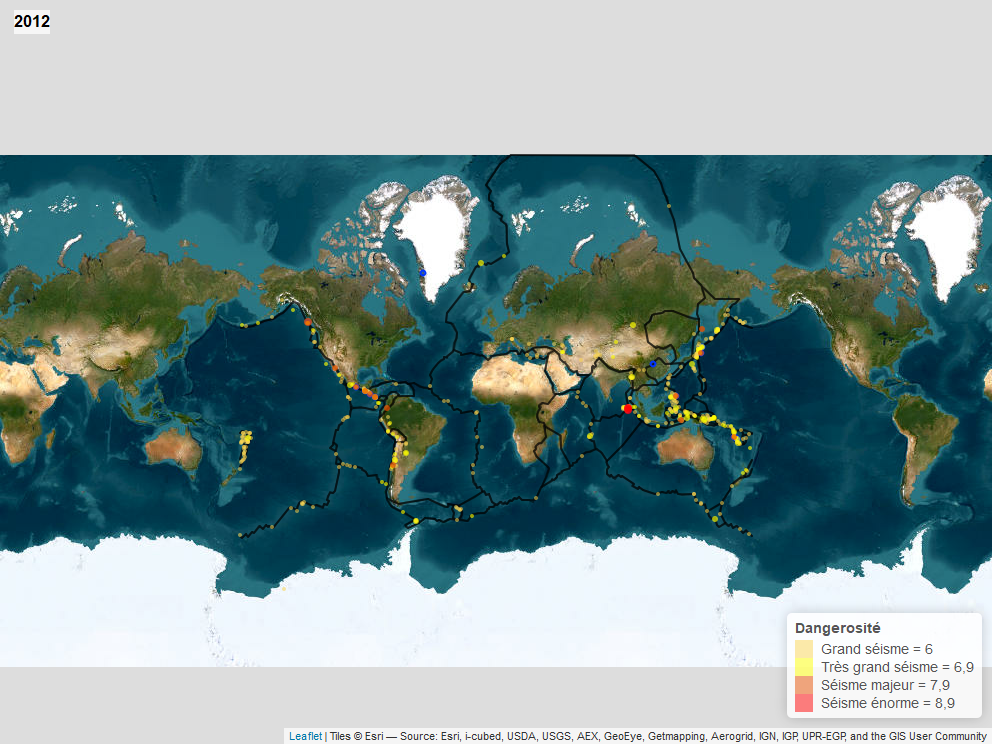 2012
Dangerosité
Grand séisme = 6
Très grand séisme = 6,9
Séisme majeur = 7,9
Séisme énorme = 8,9
Leaflet | Tiles © Esri — Source: Esri, i-cubed, USDA, USGS, AEX, GeoEye, Getmapping, Aerogrid, IGN, IGP, UPR-EGP, and the GIS User Community